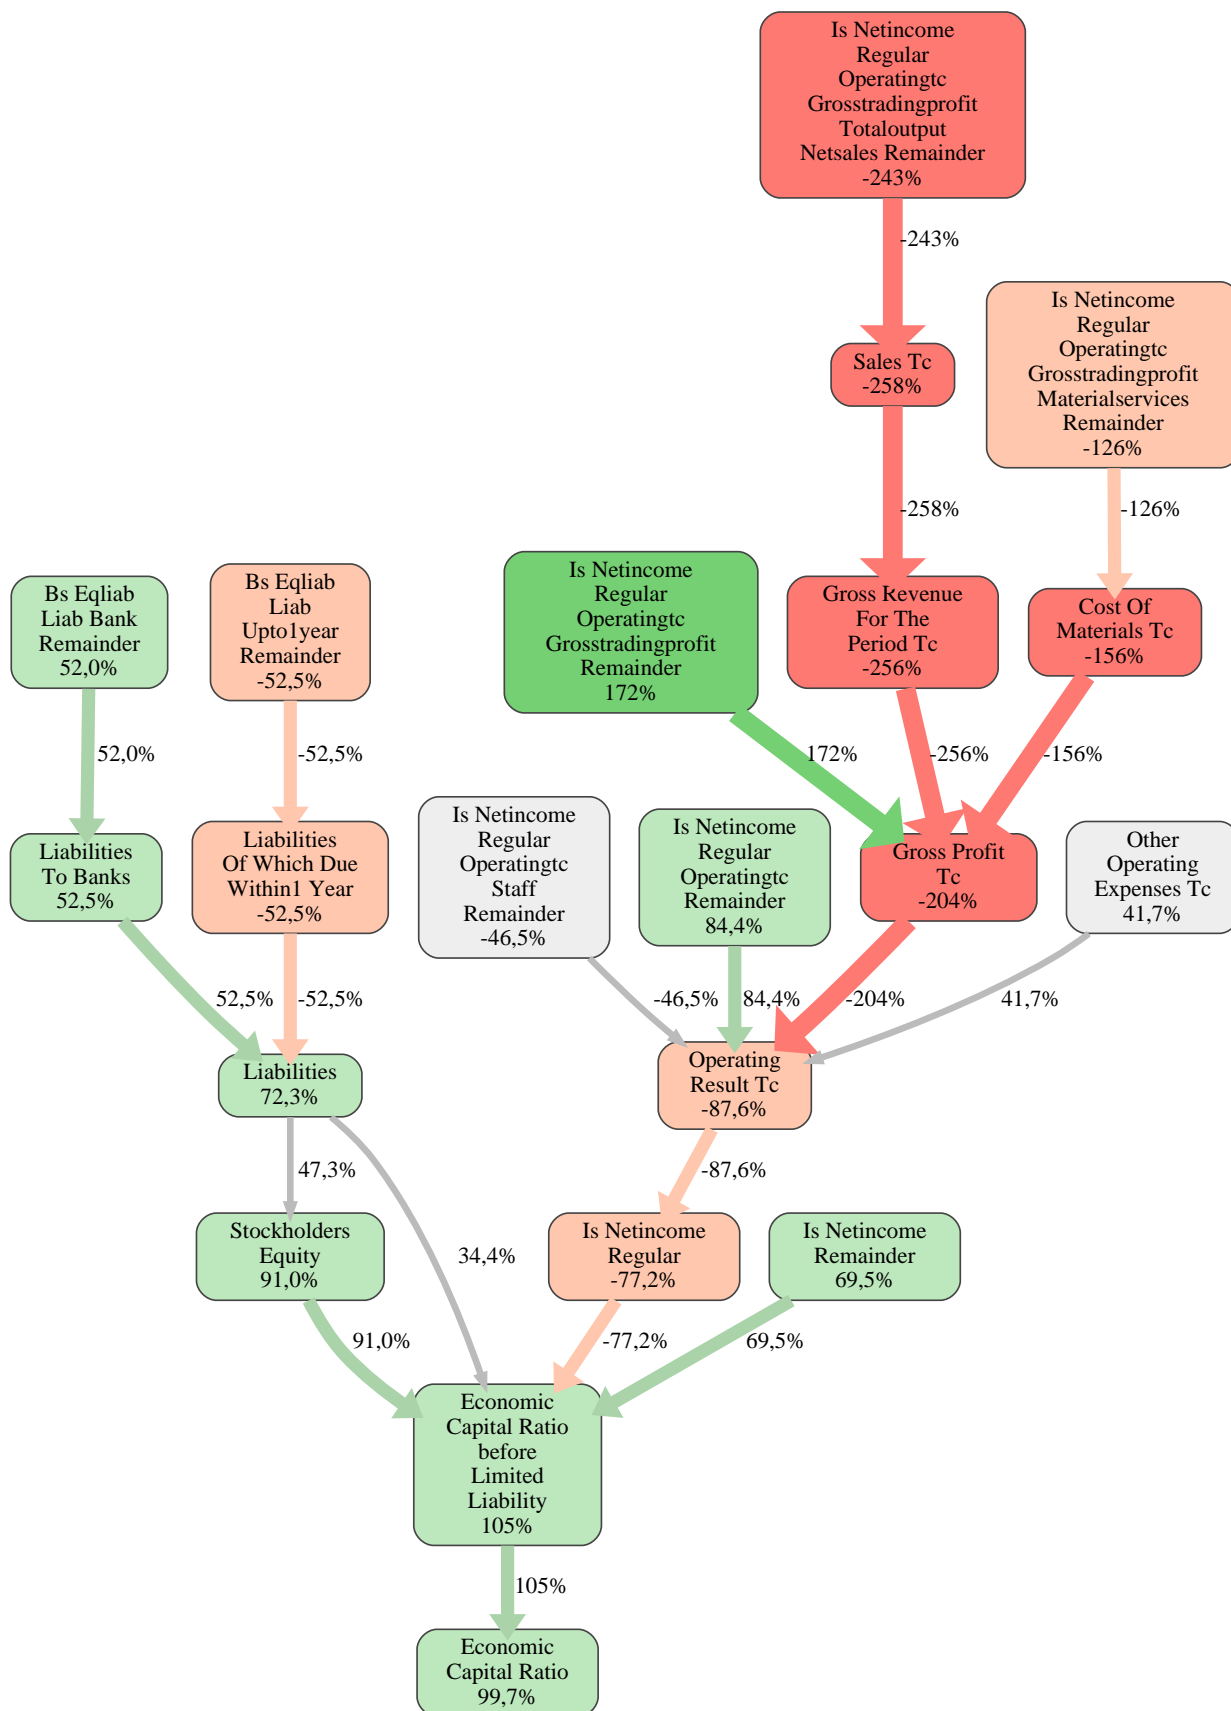 Is Netincome
Regular
Operatingtc
Grosstradingprofit
Totaloutput
Netsales Remainder
-243%
-243%
Is Netincome
Regular
Operatingtc
Grosstradingprofit
Materialservices
Remainder
-126%
Sales Tc
-258%
-258%
-126%
Bs Eqliab
Liab Bank
Remainder
52,0%
Bs Eqliab
Liab
Upto1year
Remainder
-52,5%
Is Netincome
Regular
Operatingtc
Grosstradingprofit
Remainder
172%
Gross Revenue
For The
Period Tc
-256%
Cost Of
Materials Tc
-156%
52,0%
-52,5%
172%
-256%
-156%
Liabilities
To Banks
52,5%
Liabilities
Of Which Due
Within1 Year
-52,5%
Is Netincome
Regular
Operatingtc
Staff
Remainder
-46,5%
Is Netincome
Regular
Operatingtc
Remainder
84,4%
Gross Profit
Tc
-204%
Other
Operating
Expenses Tc
41,7%
52,5%
-52,5%
-46,5%
84,4%
-204%
41,7%
Liabilities
72,3%
Operating
Result Tc
-87,6%
47,3%
-87,6%
Stockholders
Equity
91,0%
34,4%
Is Netincome
Regular
-77,2%
Is Netincome
Remainder
69,5%
91,0%
-77,2%
69,5%
Economic
Capital Ratio
before
Limited
Liability
105%
105%
Economic
Capital Ratio
99,7%